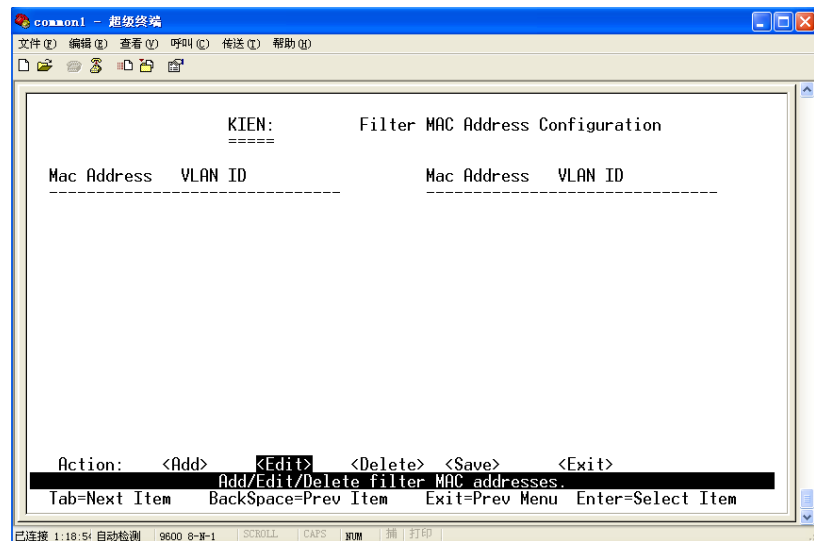 common1 - 超级终端
文件(F) 编辑(E) 查看(V) 呼叫(C) 传送(T) 帮助(H)
KIEN: Filter MAC Address Configuration
=====
Mac Address VLAN ID Mac Address VLAN ID
------------------------------- -------------------------------
Action: <Add> <Edit> <Delete> <Save> <Exit>
Add/Edit/Delete filter MAC addresses.
Tab=Next Item BackSpace=Prev Item Exit=Prev Menu Enter=Select Item
已连接 1:18:54 自动检测 9600 8-N-1 SCROLL CAPS NUM 捕 打印